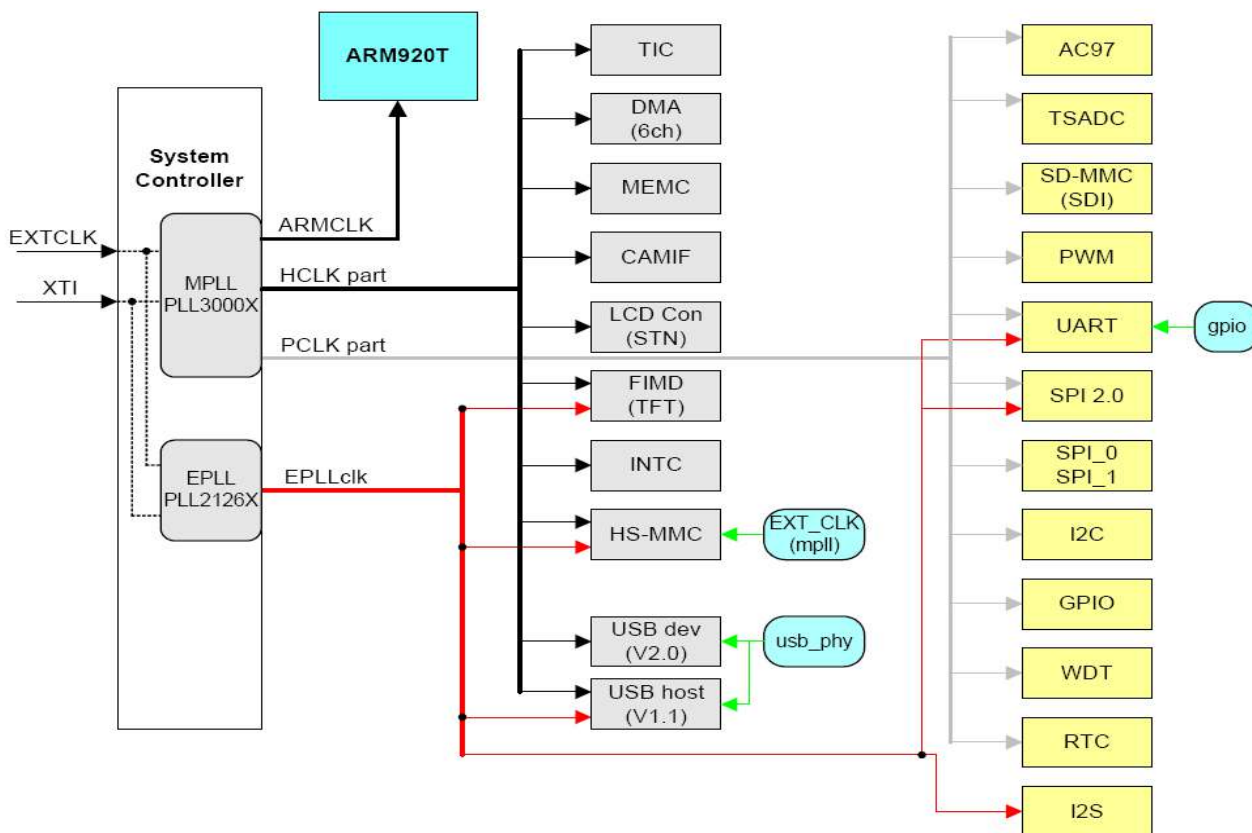 ARM920T
System
Controller
EXTCLK
XTI
MPLL
PLL3000X
EPLL
PLL2126X
ARMCLK
HCLK part
PCLK part
EPLLclk
TIC
DMA
(6ch)
MEMC
CAMIF
LCD Con
(STN)
FIMD
(TFT)
INTC
HS-MMC
EXT_CLK
(mpll)
USB dev
(V2.0)
usb_phy
USB host
(V1.1)
AC97
TSADC
SD-MMC
(SDI)
PWM
UART
gpio
SPI 2.0
SPI_0
SPI_1
I2C
GPIO
WDT
RTC
I2S